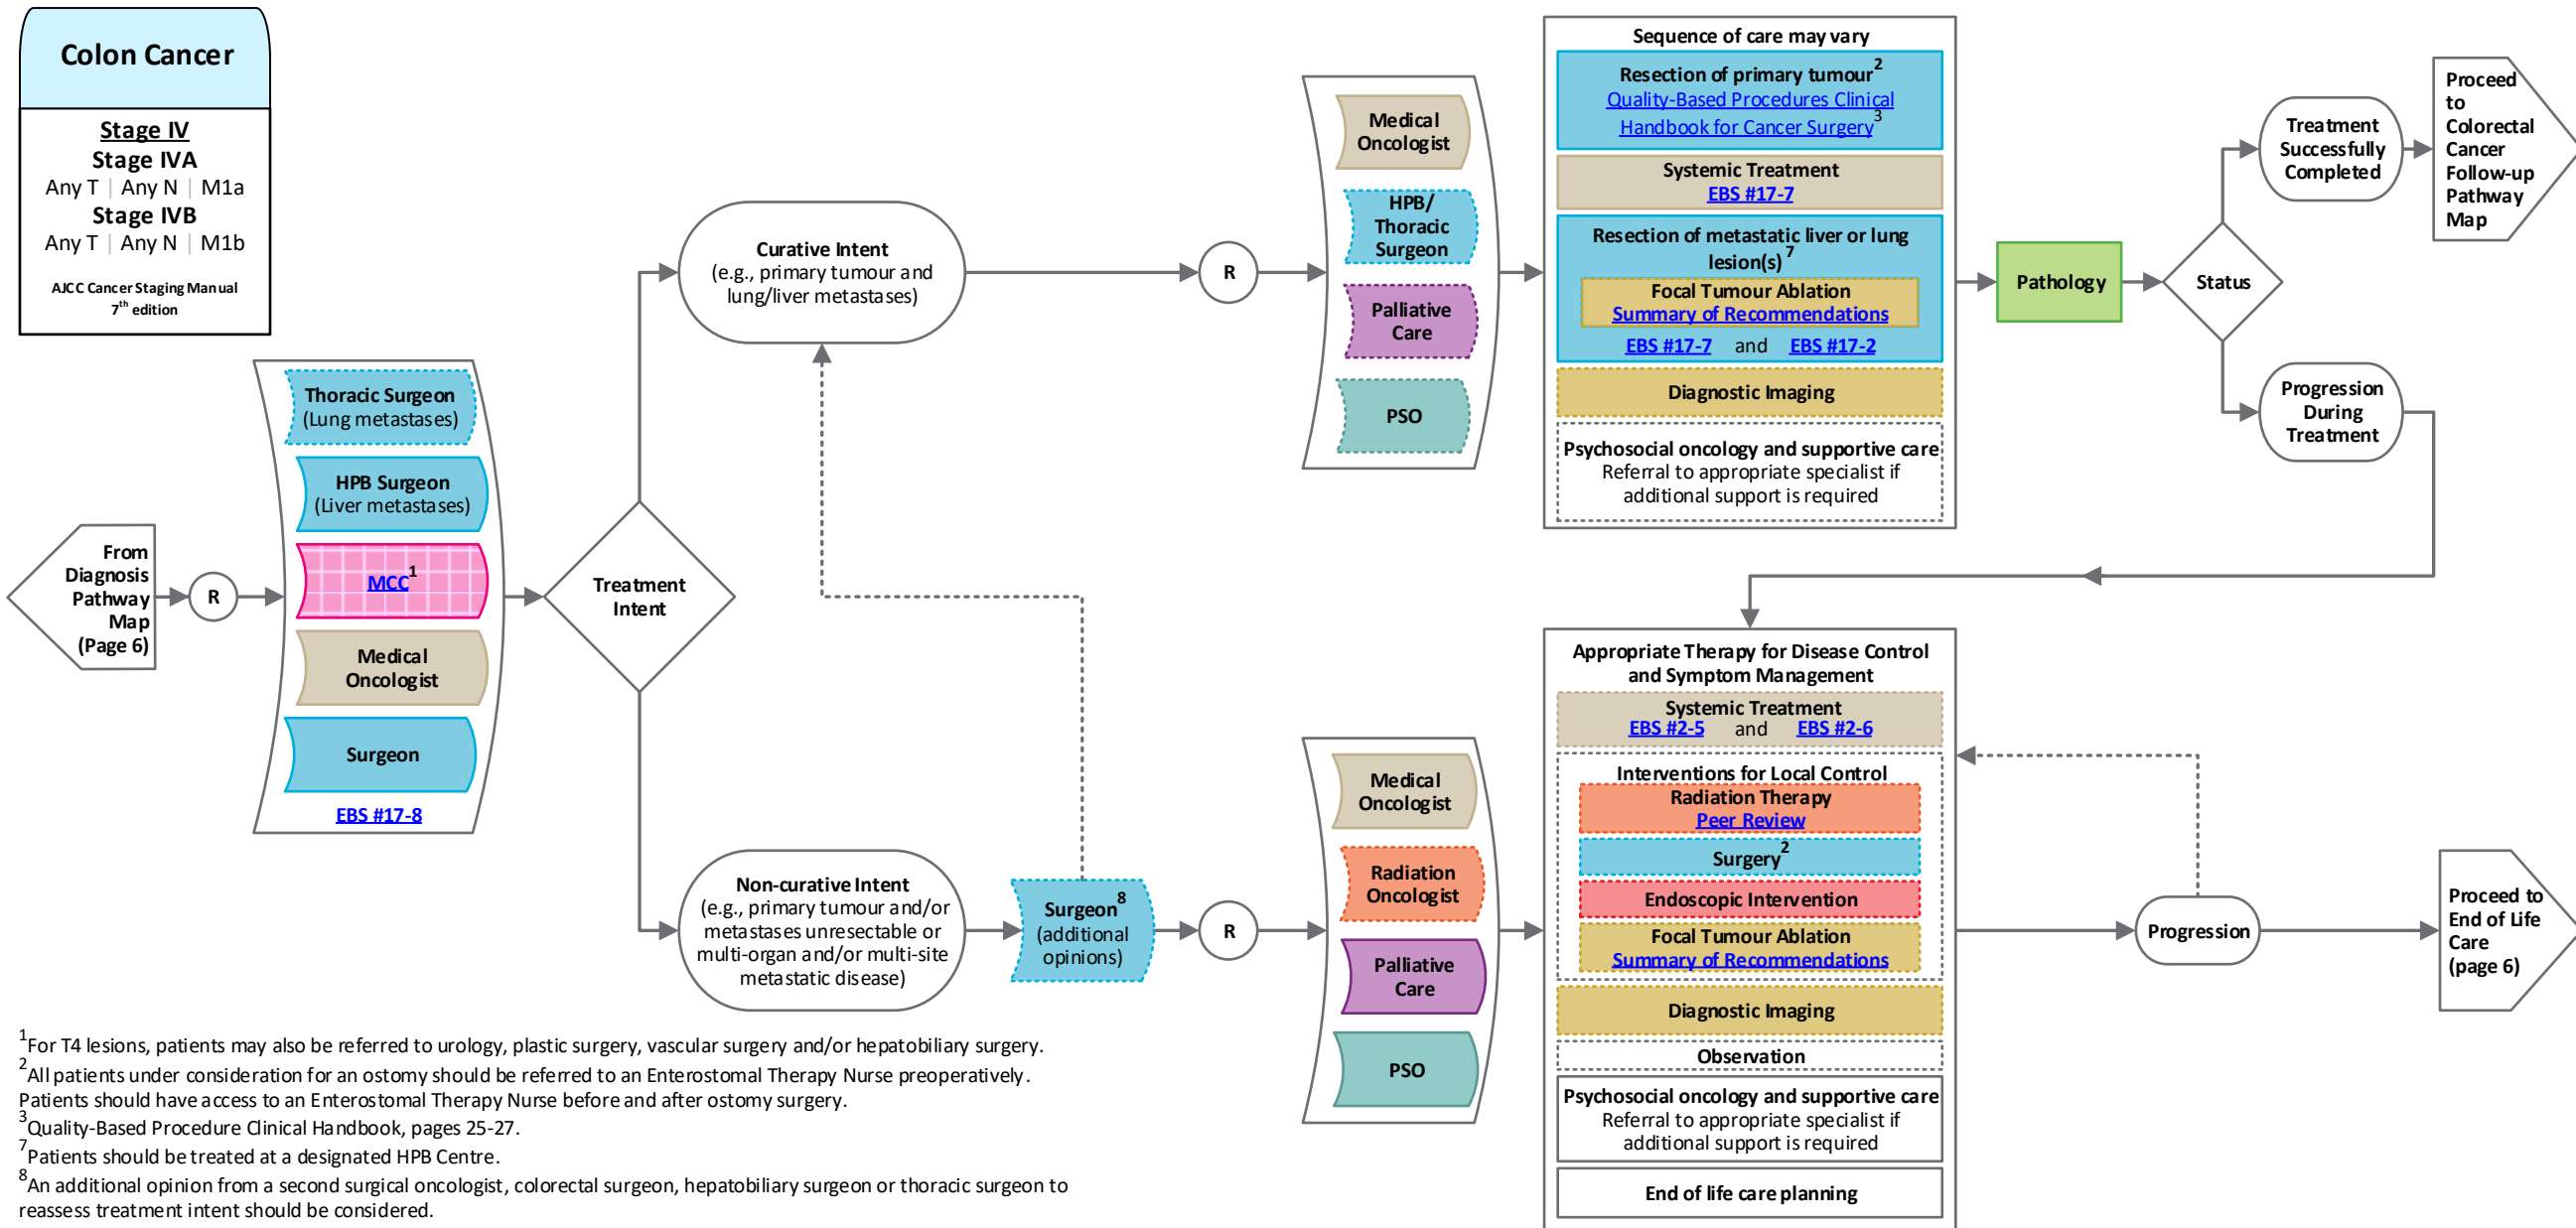 Colon Cancer
Stage IV
Stage IVA
Any T | Any N | M1a
Stage IVB
Any T | Any N | M1b
AJCC Cancer Staging Manual
7th edition
From
Diagnosis
Pathway
Map
(Page 6)
R
Thoracic Surgeon
(Lung metastases)
HPB Surgeon
(Liver metastases)
MCC1
Medical
Oncologist
Surgeon
EBS #17-8
Treatment
Intent
Curative Intent
(e.g., primary tumour and
lung/liver metastases)
R
Medical
Oncologist
HPB/
Thoracic
Surgeon
Palliative
Care
PSO
Sequence of care may vary
Resection of primary tumour2
Quality-Based Procedures Clinical
Handbook for Cancer Surgery3
Systemic Treatment
EBS #17-7
Resection of metastatic liver or lung
lesion(s)7
Focal Tumour Ablation
Summary of Recommendations
EBS #17-7 and EBS #17-2
Diagnostic Imaging
Psychosocial oncology and supportive care
Referral to appropriate specialist if
additional support is required
Pathology
Status
Treatment
Successfully
Completed
Proceed
to
Colorectal
Cancer
Follow-up
Pathway
Map
Progression
During
Treatment
Non-curative Intent
(e.g., primary tumour and/or
metastases unresectable or
multi-organ and/or multi-site
metastatic disease)
Surgeon8
(additional
opinions)
R
Medical
Oncologist
Radiation
Oncologist
Palliative
Care
PSO
Appropriate Therapy for Disease Control
and Symptom Management
Systemic Treatment
EBS #2-5 and EBS #2-6
Interventions for Local Control
Radiation Therapy
Peer Review
Surgery2
Endoscopic Intervention
Focal Tumour Ablation
Summary of Recommendations
Diagnostic Imaging
Observation
Psychosocial oncology and supportive care
Referral to appropriate specialist if
additional support is required
End of life care planning
Progression
Proceed to
End of Life
Care
(page 6)
1For T4 lesions, patients may also be referred to urology, plastic surgery, vascular surgery and/or hepatobiliary surgery.
2All patients under consideration for an ostomy should be referred to an Enterostomal Therapy Nurse preoperatively.
Patients should have access to an Enterostomal Therapy Nurse before and after ostomy surgery.
3Quality-Based Procedure Clinical Handbook, pages 25-27.
7Patients should be treated at a designated HPB Centre.
8An additional opinion from a second surgical oncologist, colorectal surgeon, hepatobiliary surgeon or thoracic surgeon to
reassess treatment intent should be considered.